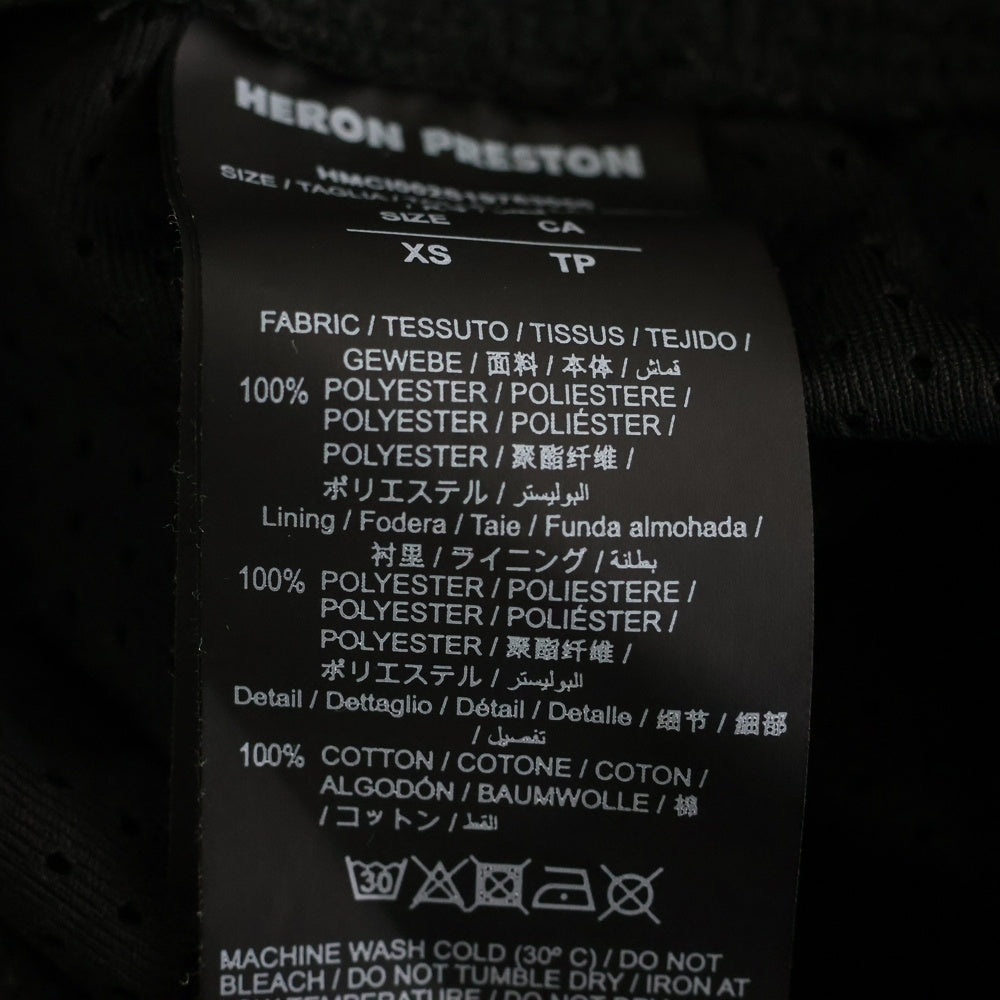 HERON PRESTON
SIZE / TAGLIA /
SIZE CA
XS TP
FABRIC / TESSUTO / TISSUS / TEJIDO /
GEWEBE / 面料 / 本体 / قماش
100% POLYESTER / POLIESTERE /
POLYESTER / POLIÉSTER /
POLYESTER / 聚酯纤维 /
ポリエステル / البوليستر
Lining / Fodera / Taie / Funda almohada /
衬里 / ライニング / بطانة
100% POLYESTER / POLIESTERE /
POLYESTER / POLIÉSTER /
POLYESTER / 聚酯纤维 /
ポリエステル / البوليستر
Detail / Dettaglio / Détail / Detalle / 细节 / 細部
/ تفصيل
100% COTTON / COTONE / COTON /
ALGODÓN / BAUMWOLLE / 棉
/ コットン / القط
30
MACHINE WASH COLD (30º C) / DO NOT
BLEACH / DO NOT TUMBLE DRY / IRON AT